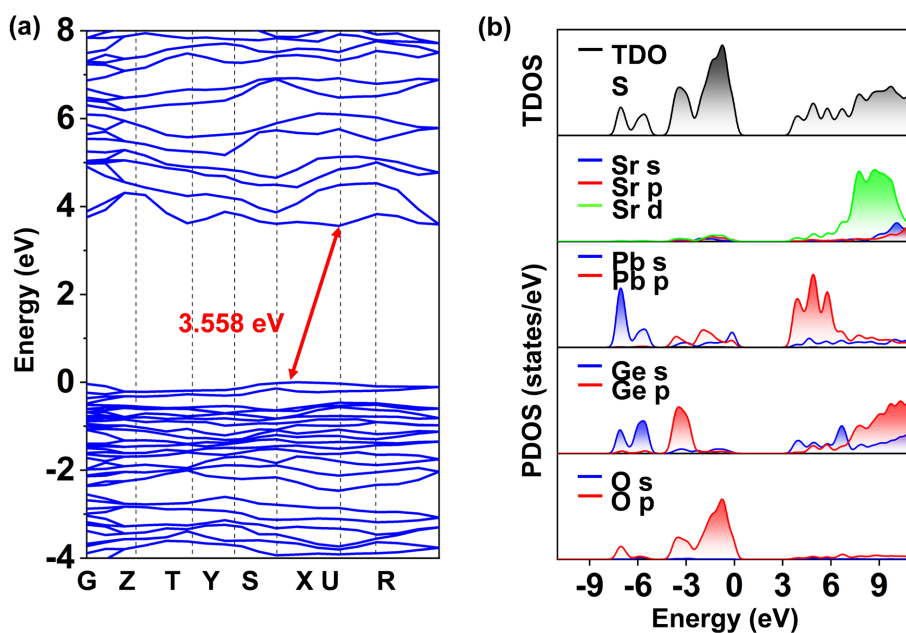 (a)
Energy (eV)
8
6
4
2
0
-2
-4
3.558 eV
G Z T Y S X U R
(b)
TDOS
PDOS (states/eV)
TDO
S
Sr s
Sr p
Sr d
Pb s
Pb p
Ge s
Ge p
O s
O p
-9 -6 -3 0 3 6 9
Energy (eV)